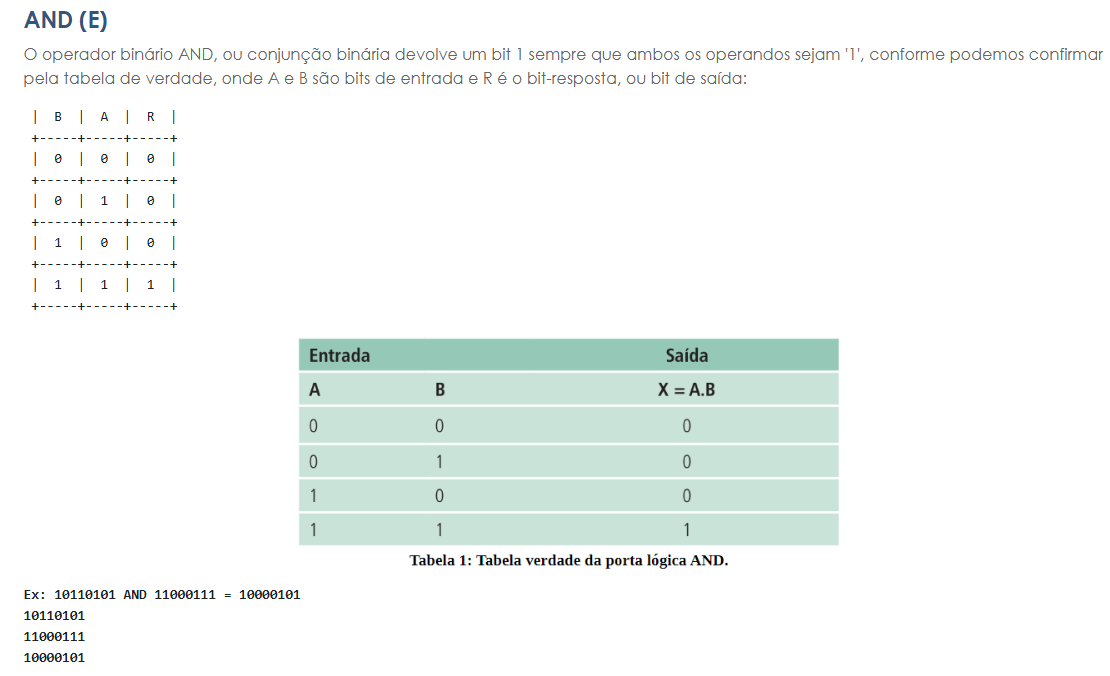 AND (E)
O operador binário AND, ou conjunção binária devolve um bit 1 sempre que ambos os operandos sejam '1', conforme podemos confirmar
pela tabela de verdade, onde A e B são bits de entrada e R é o bit-resposta, ou bit de saída:
|  B  |  A  |  R  |
+-----+-----+-----+
|  0  |  0  |  0  |
+-----+-----+-----+
|  0  |  1  |  0  |
+-----+-----+-----+
|  1  |  0  |  0  |
+-----+-----+-----+
|  1  |  1  |  1  |
+-----+-----+-----+
Entrada Saída
A B X = A.B
0 0 0
0 1 0
1 0 0
1 1 1
Tabela 1: Tabela verdade da porta lógica AND.
Ex: 10110101 AND 11000111 = 10000101
10110101
11000111
10000101